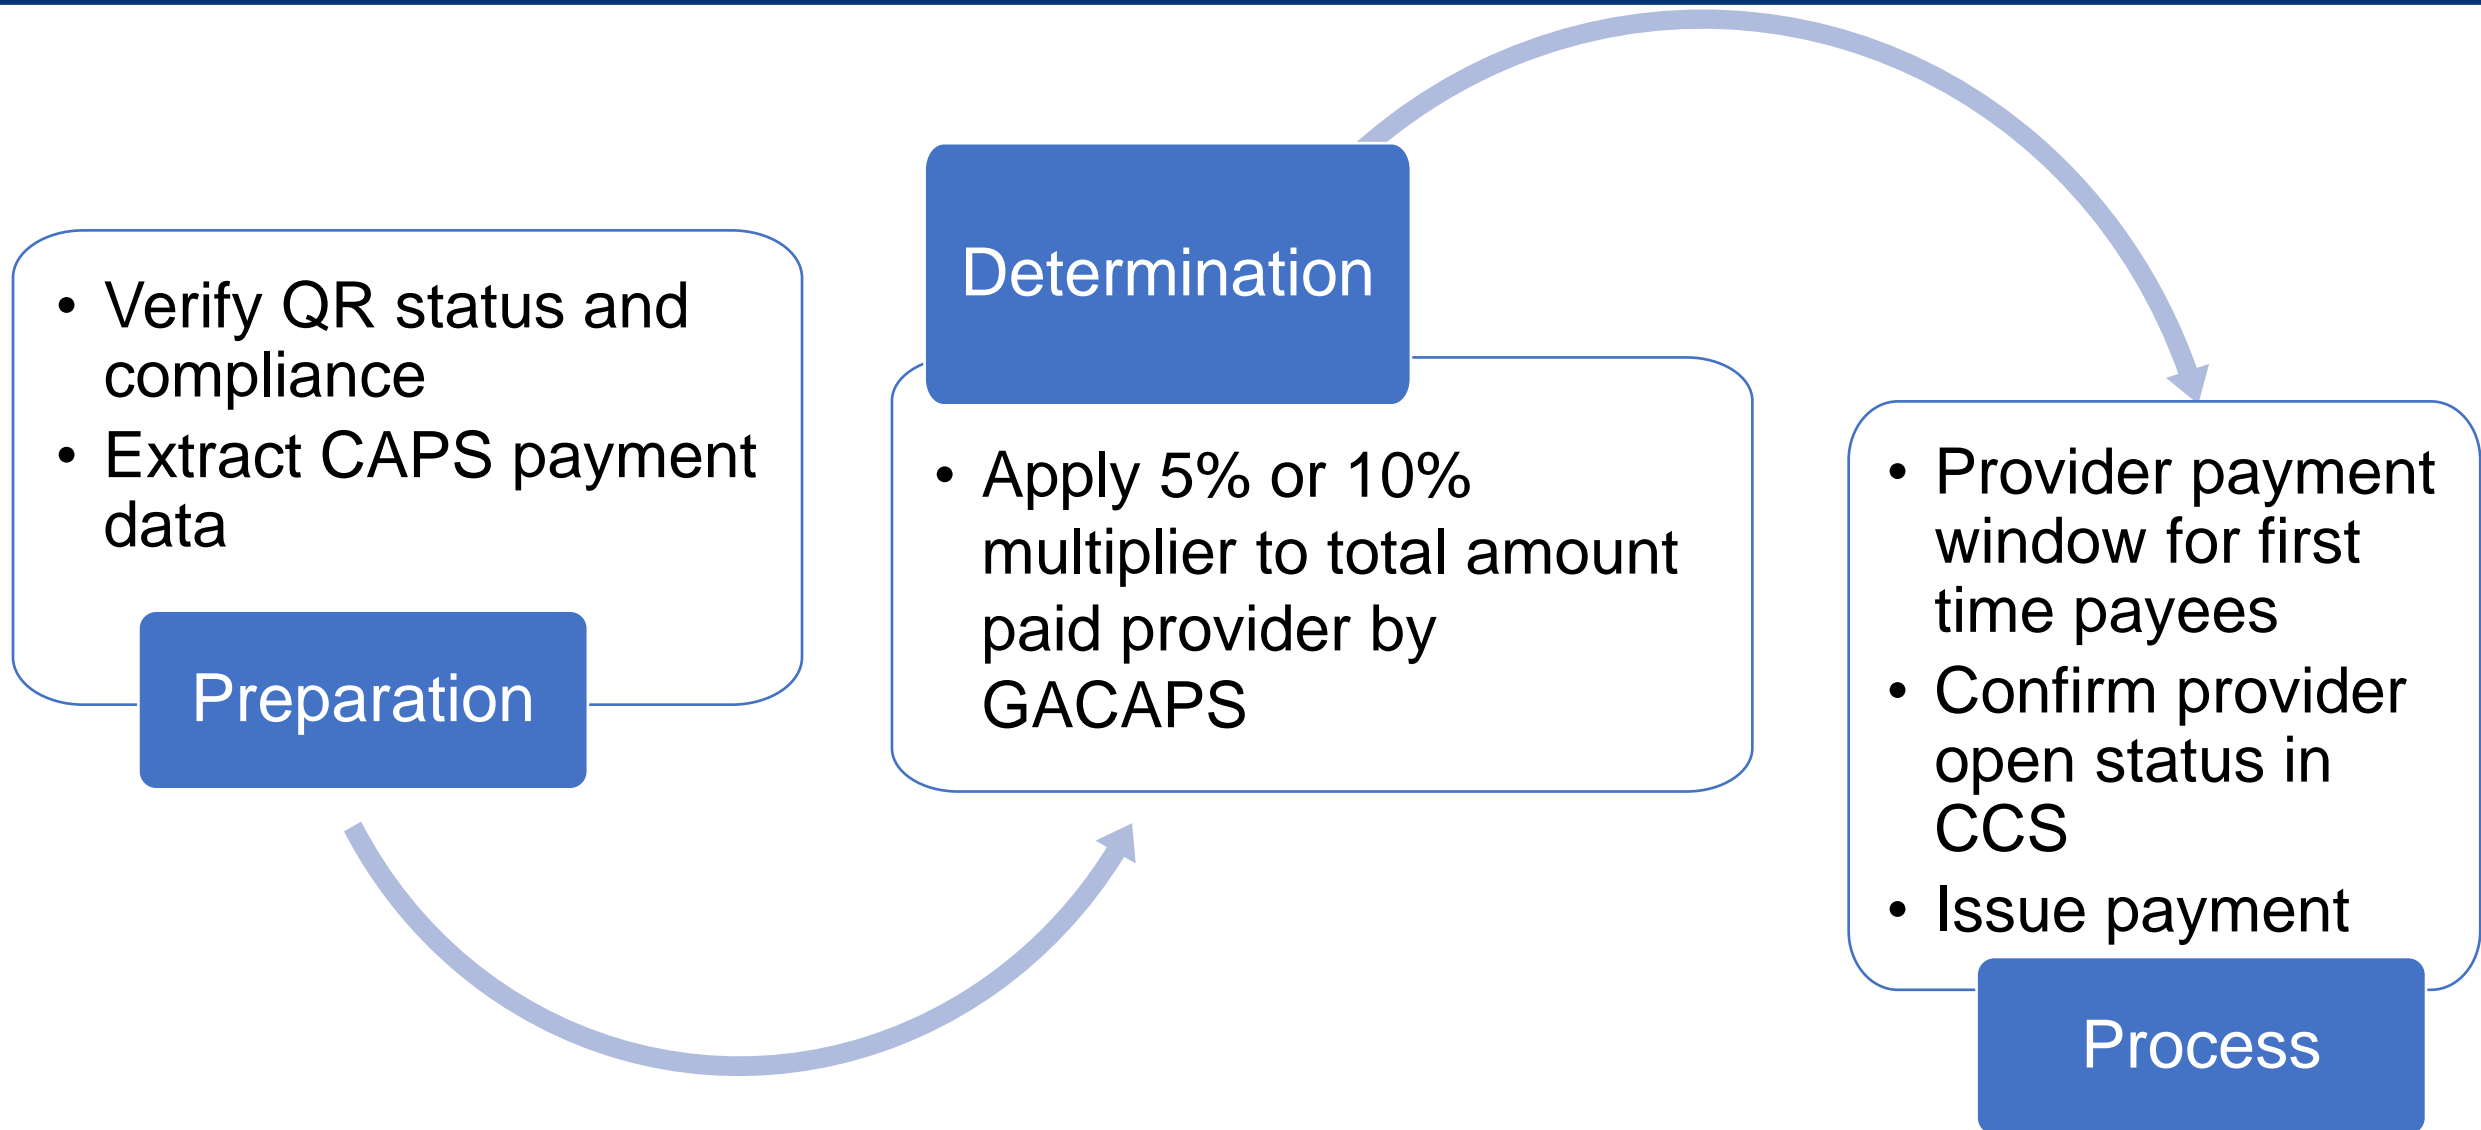 • Verify QR status and
compliance
• Extract CAPS payment
data
Preparation
Determination
• Apply 5% or 10%
multiplier to total amount
paid provider by
GACAPS
• Provider payment
window for first
time payees
• Confirm provider
open status in
CCS
• Issue payment
Process